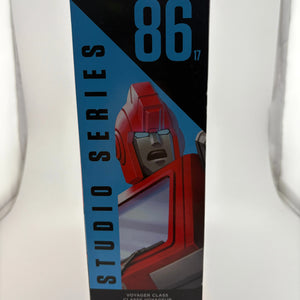 STUDIO SERIES
86
17
VOYAGER CLASS